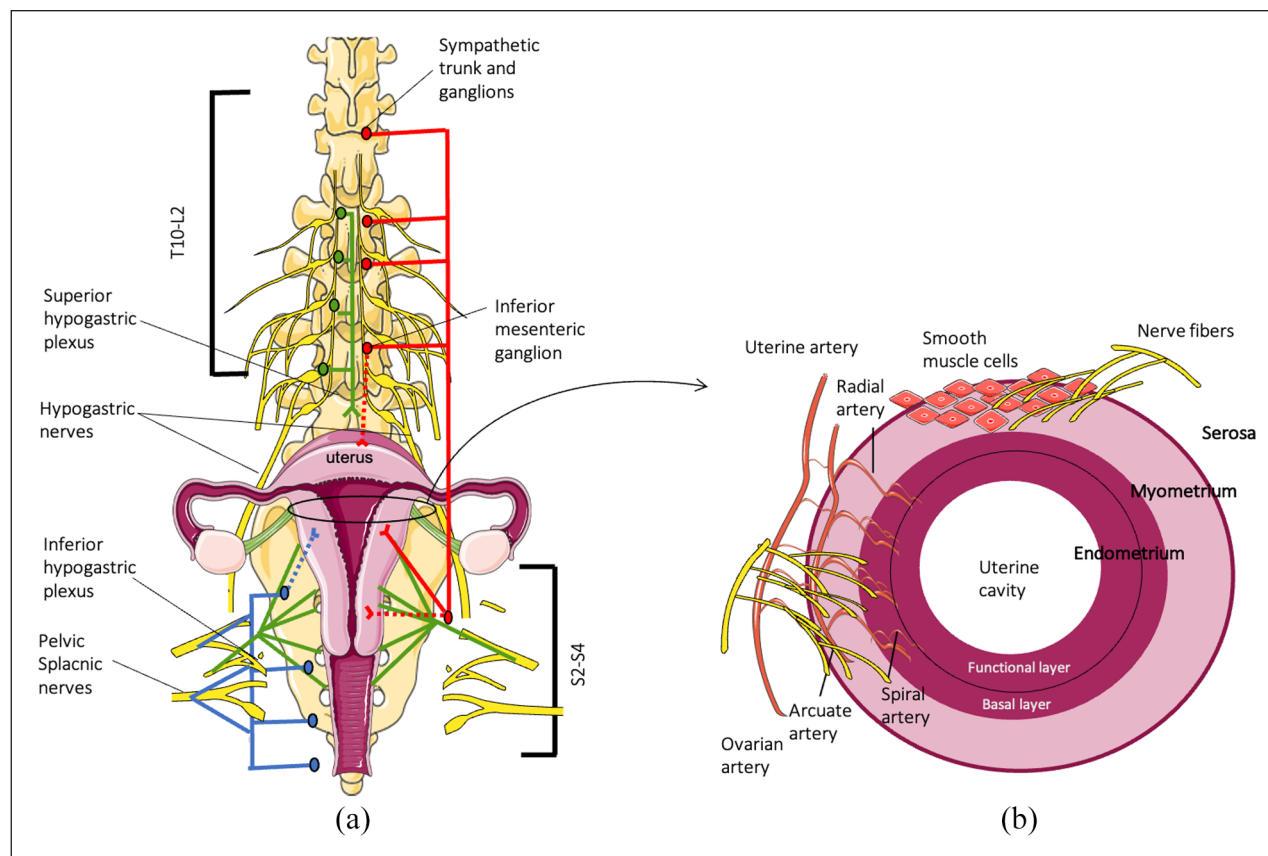 Sympathetic
trunk and
ganglions
T10-L2
Superior
hypogastric
plexus
Inferior
mesenteric
ganglion
Hypogastric
nerves
uterus
Inferior
hypogastric
plexus
Pelvic
Splacnic
nerves
S2-S4
(a)
Uterine artery
Smooth
muscle cells
Nerve fibers
Radial
artery
Serosa
Myometrium
Endometrium
Uterine
cavity
Functional layer
Basal layer
Spiral
artery
Arcuate
artery
Ovarian
artery
(b)